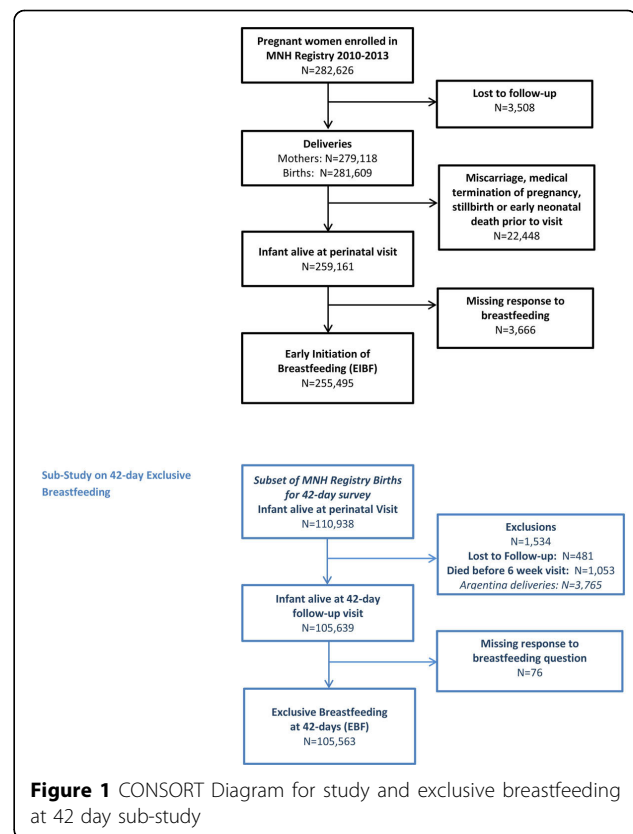 Pregnant women enrolled in
MNH Registry 2010-2013
N=282,626
Lost to follow-up
N=3,508
Deliveries
Mothers: N=279,118
Births: N=281,609
Miscarriage, medical
termination of pregnancy,
stillbirth or early neonatal
death prior to visit
N=22,448
Infant alive at perinatal visit
N=259,161
Missing response to
breastfeeding
N=3,666
Early Initiation of
Breastfeeding (EIBF)
N=255,495
Sub-Study on 42-day Exclusive
Breastfeeding
Subset of MNH Registry Births
for 42-day survey
Infant alive at perinatal Visit
N=110,938
Exclusions
N=1,534
Lost to Follow-up: N=481
Died before 6 week visit: N=1,053
Argentina deliveries: N=3,765
Infant alive at 42-day
follow-up visit
N=105,639
Missing response to
breastfeeding question
N=76
Exclusive Breastfeeding
at 42-days (EBF)
N=105,563
Figure 1 CONSORT Diagram for study and exclusive breastfeeding
at 42 day sub-study